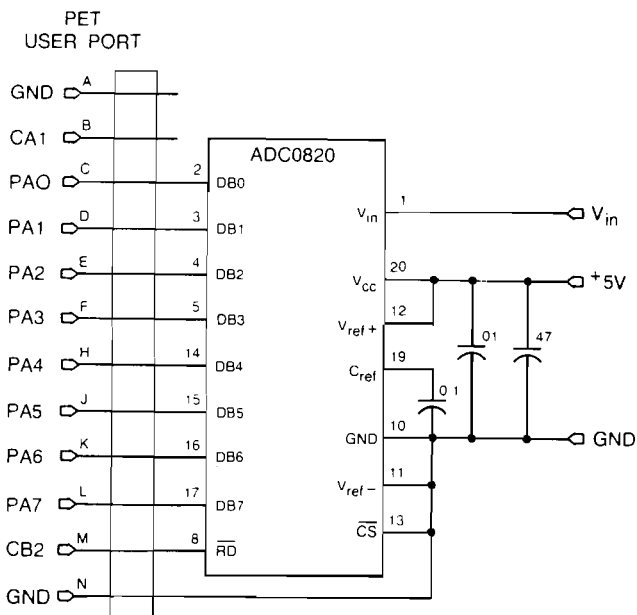 PET
USER PORT
GND A
CA1 B
PA0 C 2 DB0
PA1 D 3 DB1
PA2 E 4 DB2
PA3 F 5 DB3
PA4 H 14 DB4
PA5 J 15 DB5
PA6 K 16 DB6
PA7 L 17 DB7
CB2 M 8 RD
GND N
ADC0820
Vin 1 Vin
Vcc 20 +5V
Vref+ 12
01 47
Cref 19
0 1
GND 10 GND
Vref− 11
CS 13